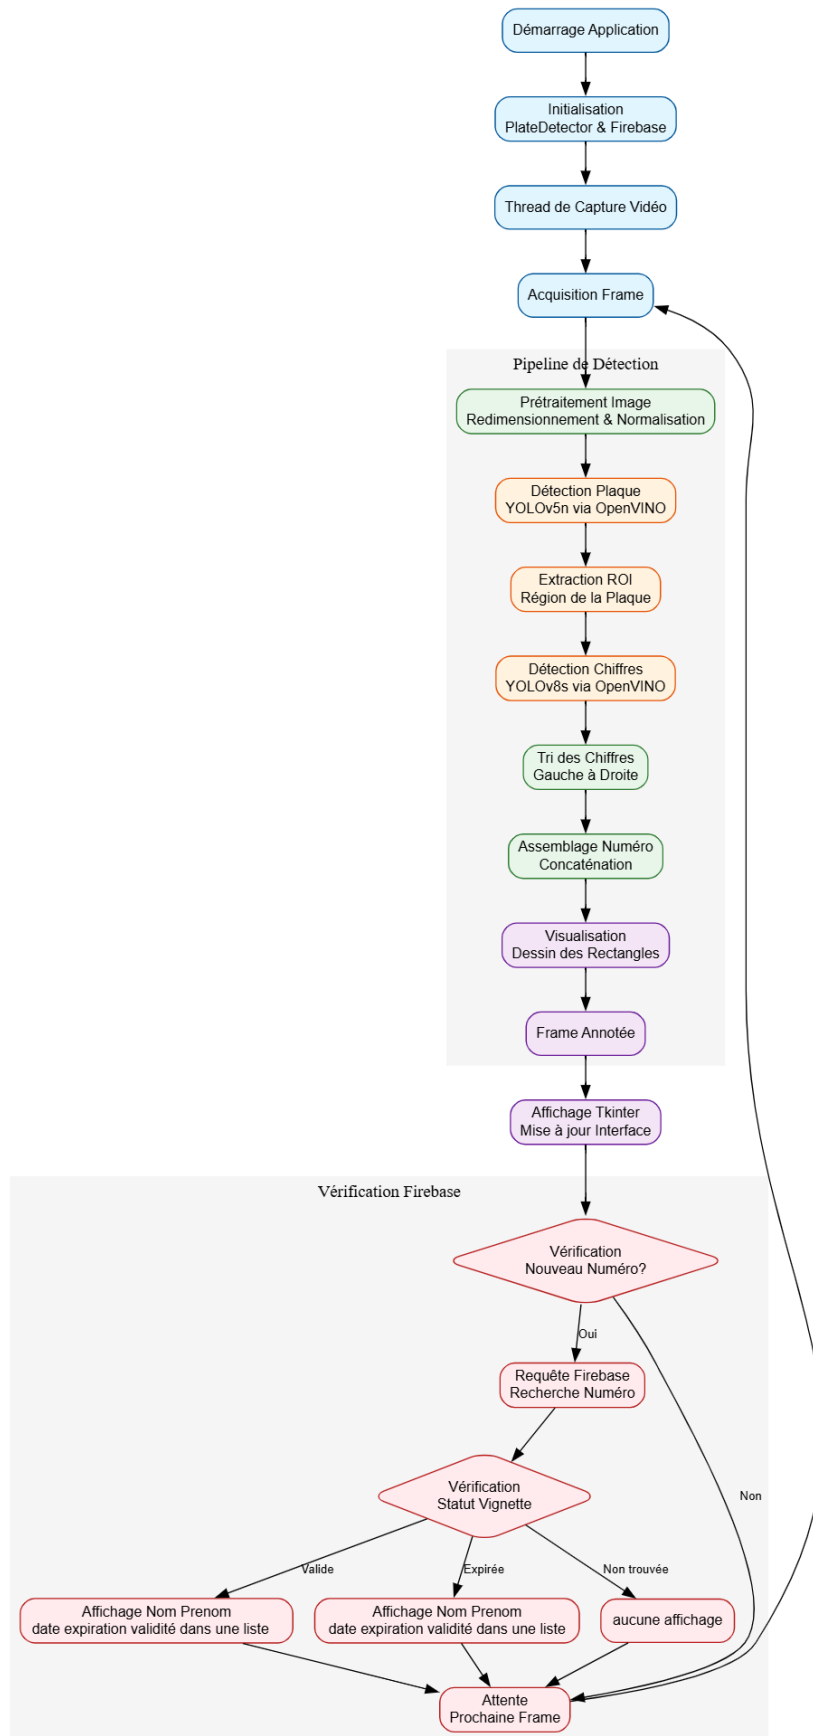 Démarrage Application
Initialisation
PlateDetector & Firebase
Thread de Capture Vidéo
Acquisition Frame
Pipeline de Détection
Prétraitement Image
Redimensionnement & Normalisation
Détection Plaque
YOLOv5n via OpenVINO
Extraction ROI
Région de la Plaque
Détection Chiffres
YOLOv8s via OpenVINO
Tri des Chiffres
Gauche à Droite
Assemblage Numéro
Concaténation
Visualisation
Dessin des Rectangles
Frame Annotée
Affichage Tkinter
Mise à jour Interface
Vérification Firebase
Vérification
Nouveau Numéro?
Oui
Requête Firebase
Recherche Numéro
Non
Vérification
Statut Vignette
Valide
Expirée
Non trouvée
Affichage Nom Prenom
date expiration validité dans une liste
Affichage Nom Prenom
date expiration validité dans une liste
aucune affichage
Attente
Prochaine Frame